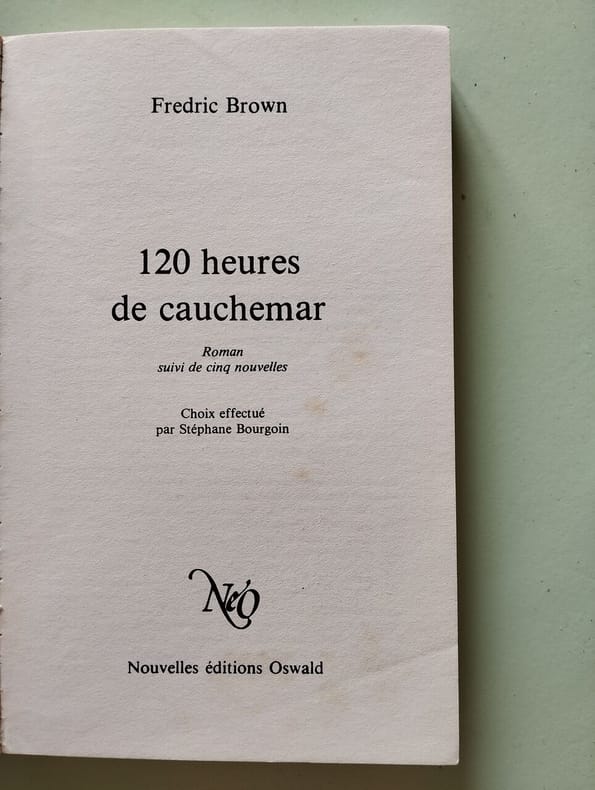 Fredric Brown
120 heures
de cauchemar
Roman
suivi de cinq nouvelles
Choix effectué
par Stéphane Bourgoin
NéO
Nouvelles éditions Oswald